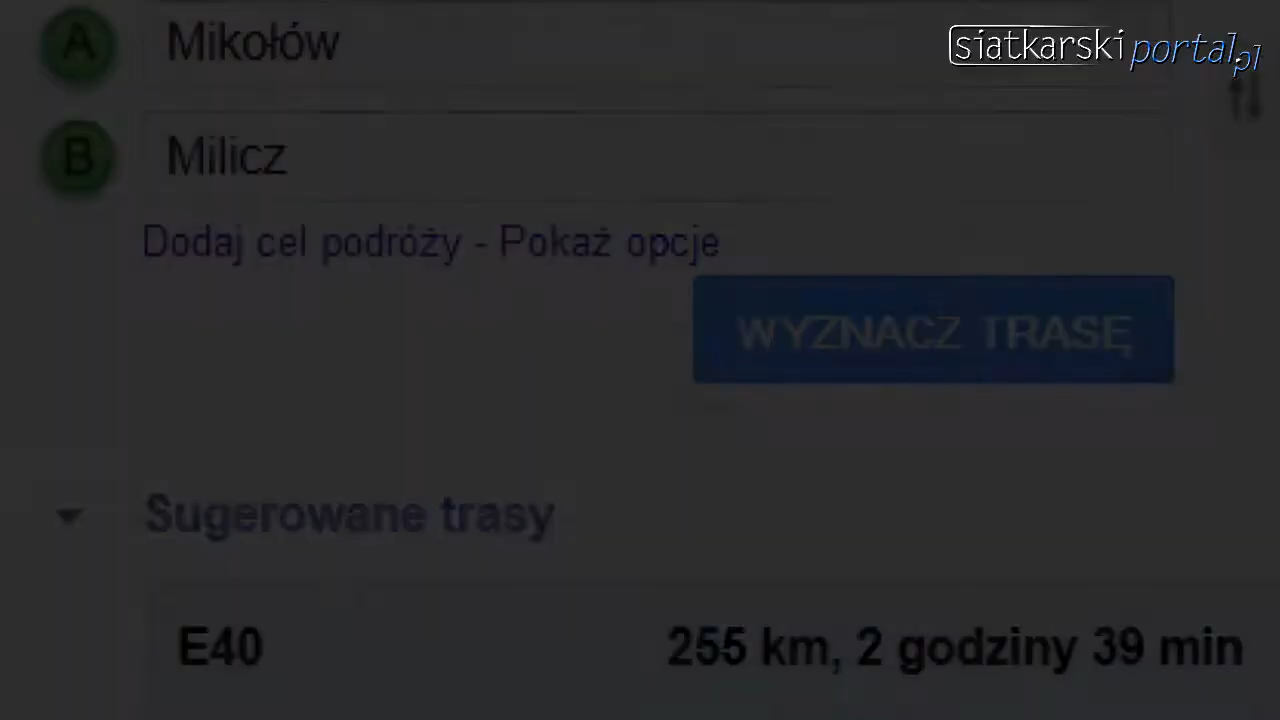 A Mikołów
siatkarskiportal.pl
B Milicz
Dodaj cel podróży - Pokaż opcje
WYZNACZ TRASĘ
Sugerowane trasy
E40 255 km, 2 godziny 39 min